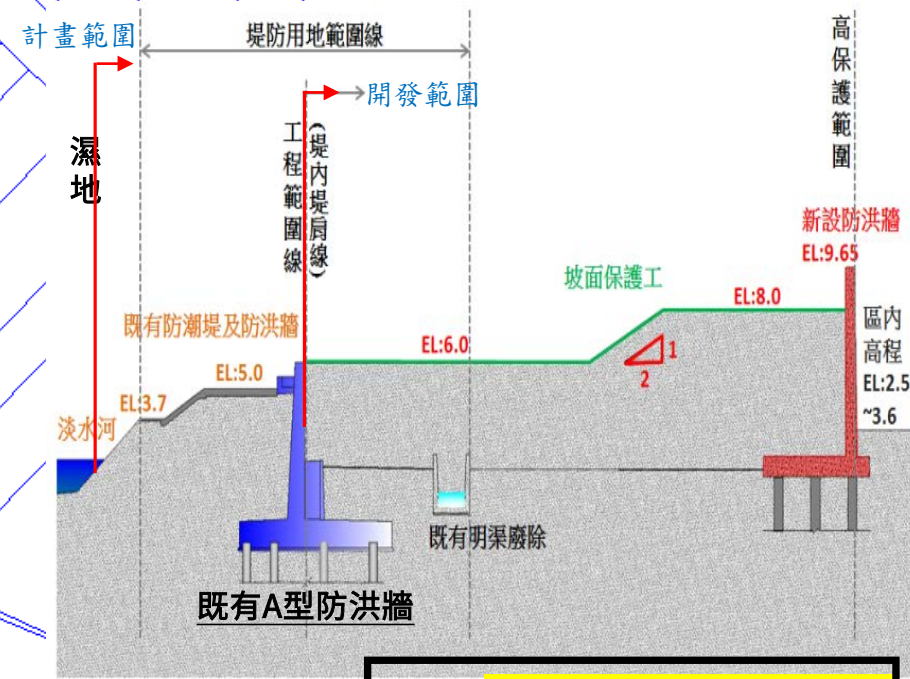 計畫範圍
堤防用地範圍線
高保護範圍
開發範圍
濕地
工程範圍線
(堤內堤肩線)
新設防洪牆
EL:9.65
坡面保護工
EL:8.0
既有防潮堤及防洪牆
EL:6.0
1
2
區內
高程
EL:2.5
~3.6
EL:5.0
EL:3.7
淡水河
既有明渠廢除
既有A型防洪牆